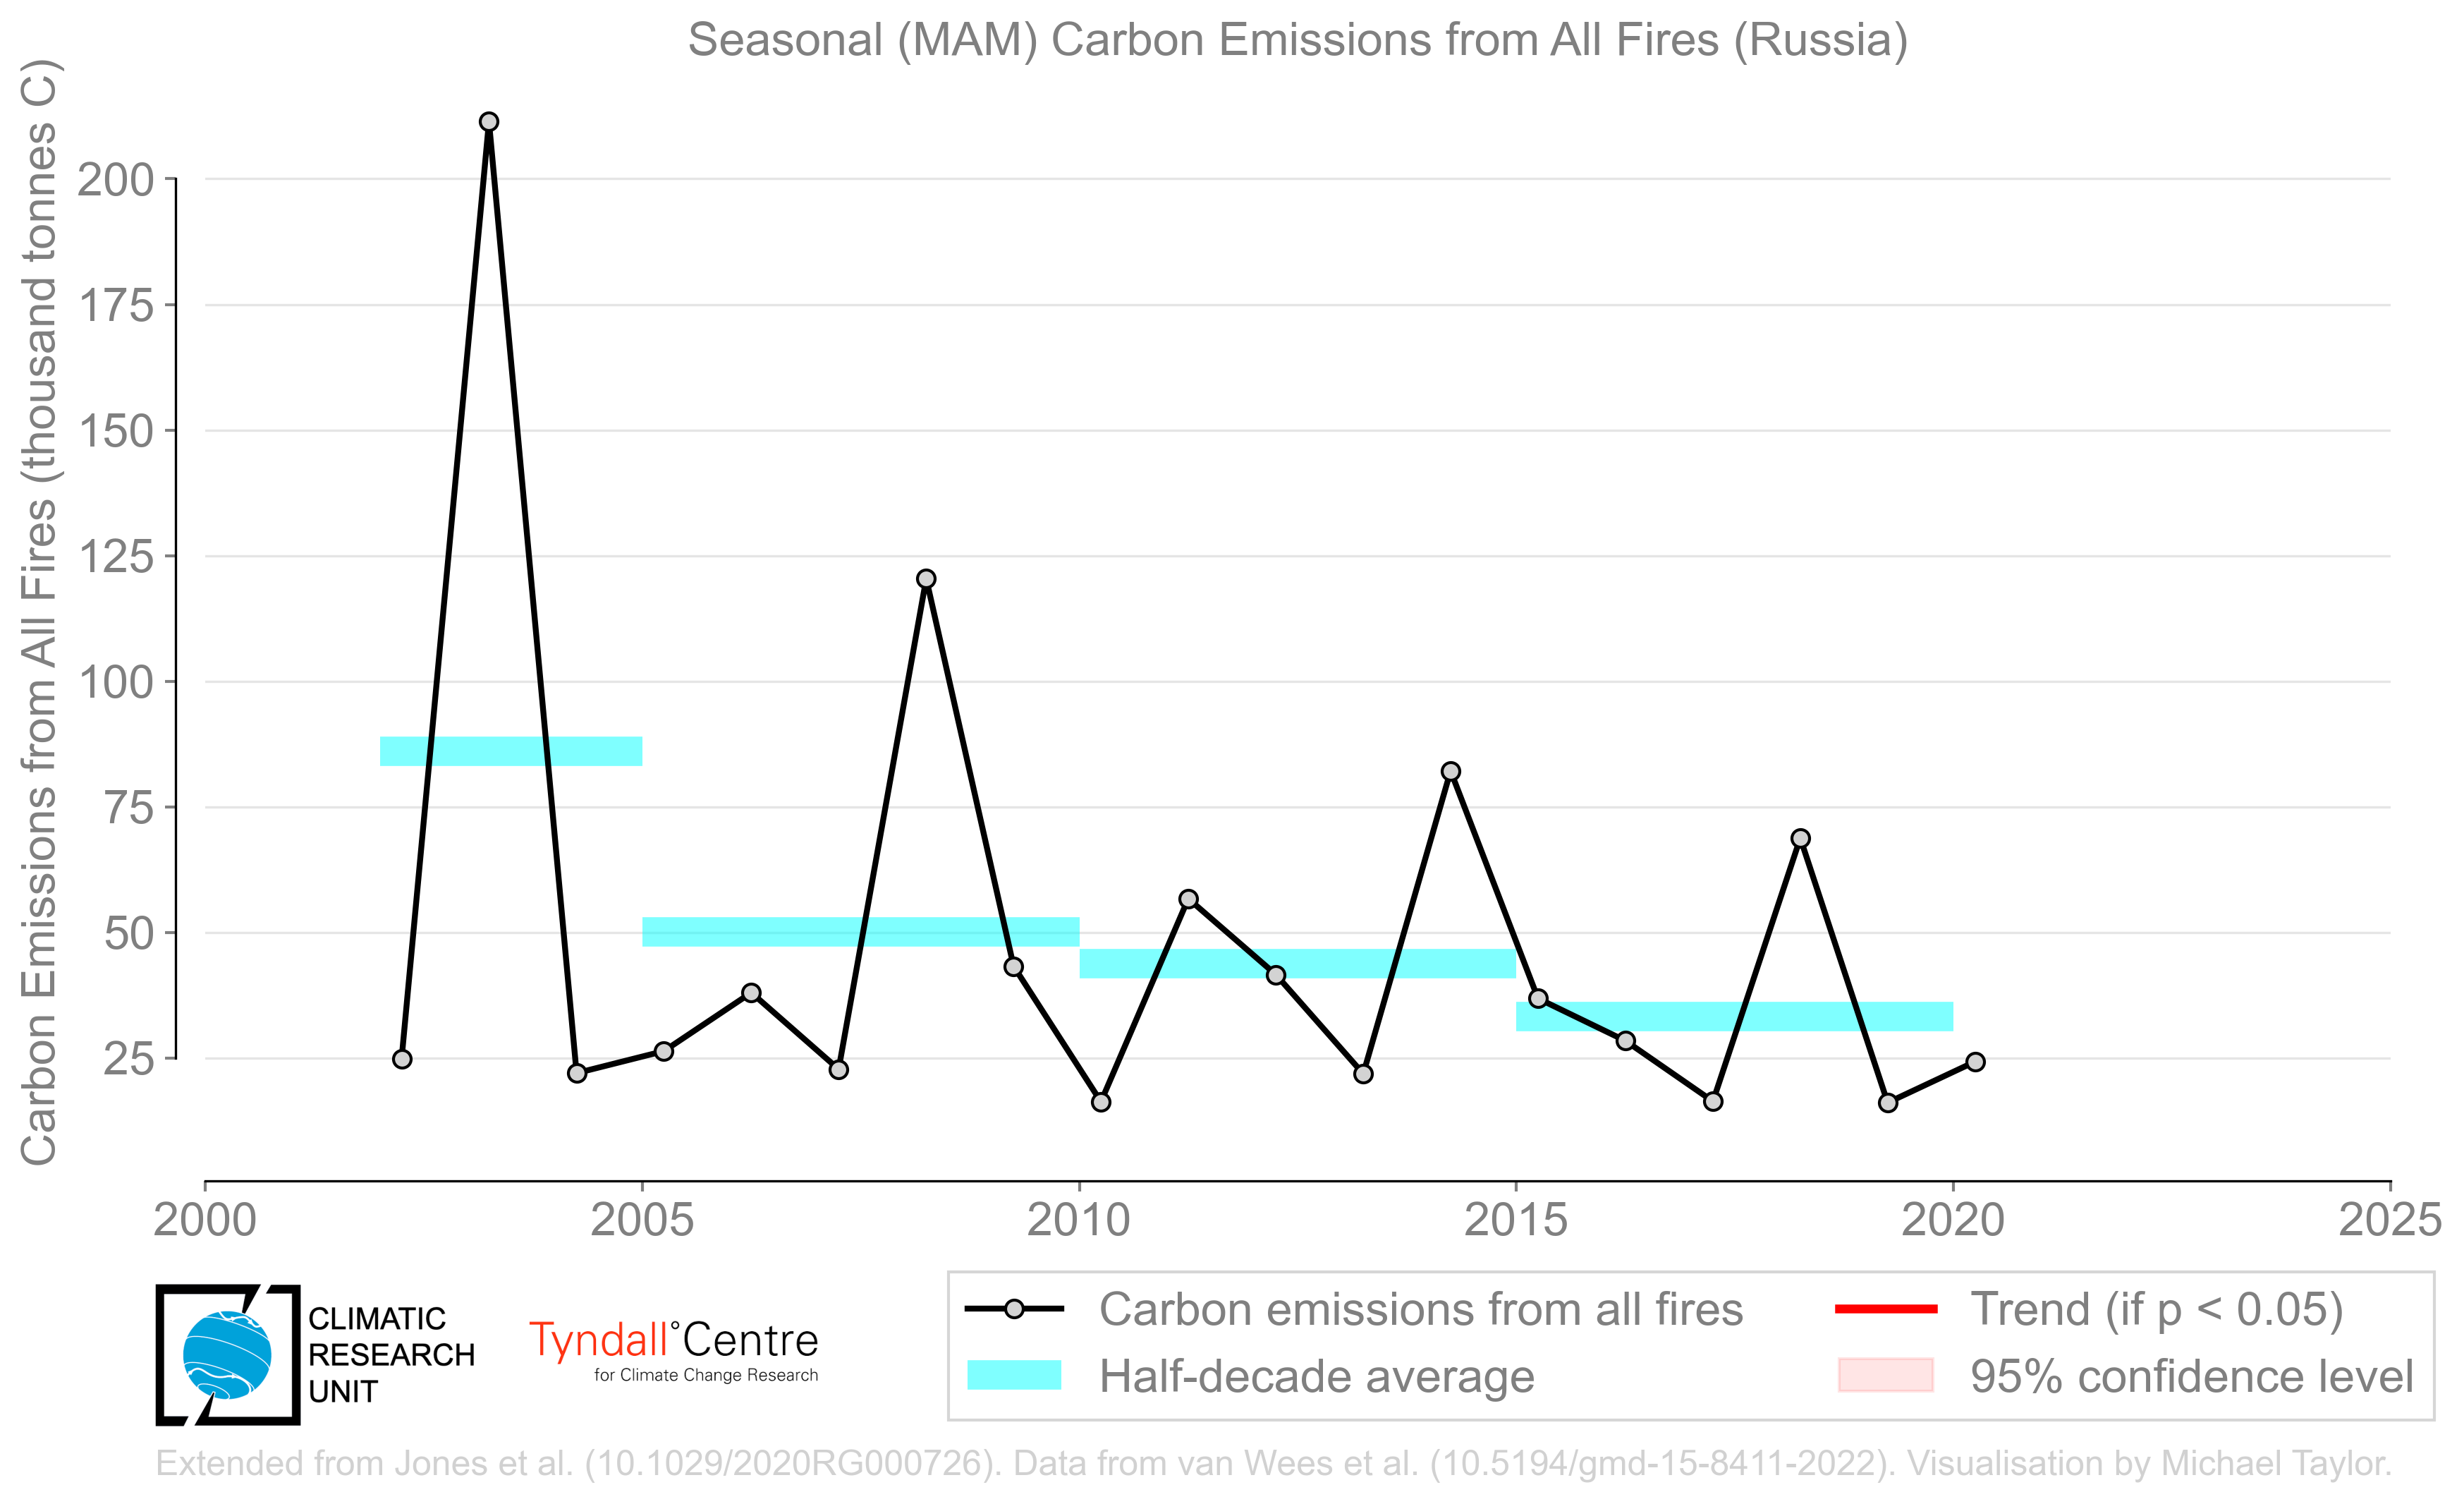 Seasonal (MAM) Carbon Emissions from All Fires (Russia)
Carbon Emissions from All Fires (thousand tonnes C)
200
175
150
125
100
75
50
25
2000 2005 2010 2015 2020 2025
CLIMATIC
RESEARCH
UNIT
Tyndall°Centre
for Climate Change Research
Carbon emissions from all fires
Half-decade average
Trend (if p < 0.05)
95% confidence level
Extended from Jones et al. (10.1029/2020RG000726). Data from van Wees et al. (10.5194/gmd-15-8411-2022). Visualisation by Michael Taylor.